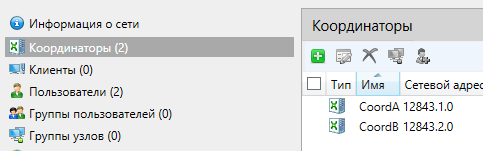 Информация о сети
Координаторы (2)
Клиенты (0)
Пользователи (2)
Группы пользователей (0)
Группы узлов (0)
Координаторы
Тип Имя Сетевой адрес
CoordA 12843.1.0
CoordB 12843.2.0